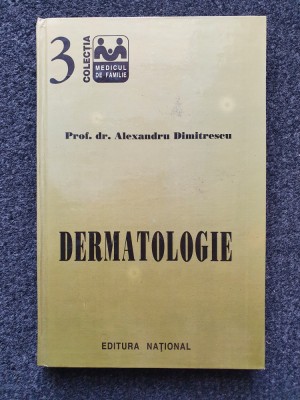 3
COLECȚIA
MEDICUL
DE FAMILIE
Prof. dr. Alexandru Dimitrescu
DERMATOLOGIE
EDITURA NAȚIONAL